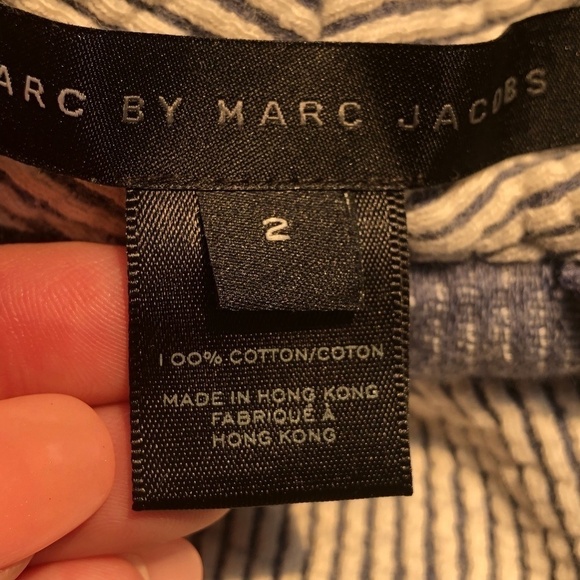 ARC BY MARC JACOBS
2
100% COTTON/COTON
MADE IN HONG KONG
FABRIQUÉ À
HONG KONG